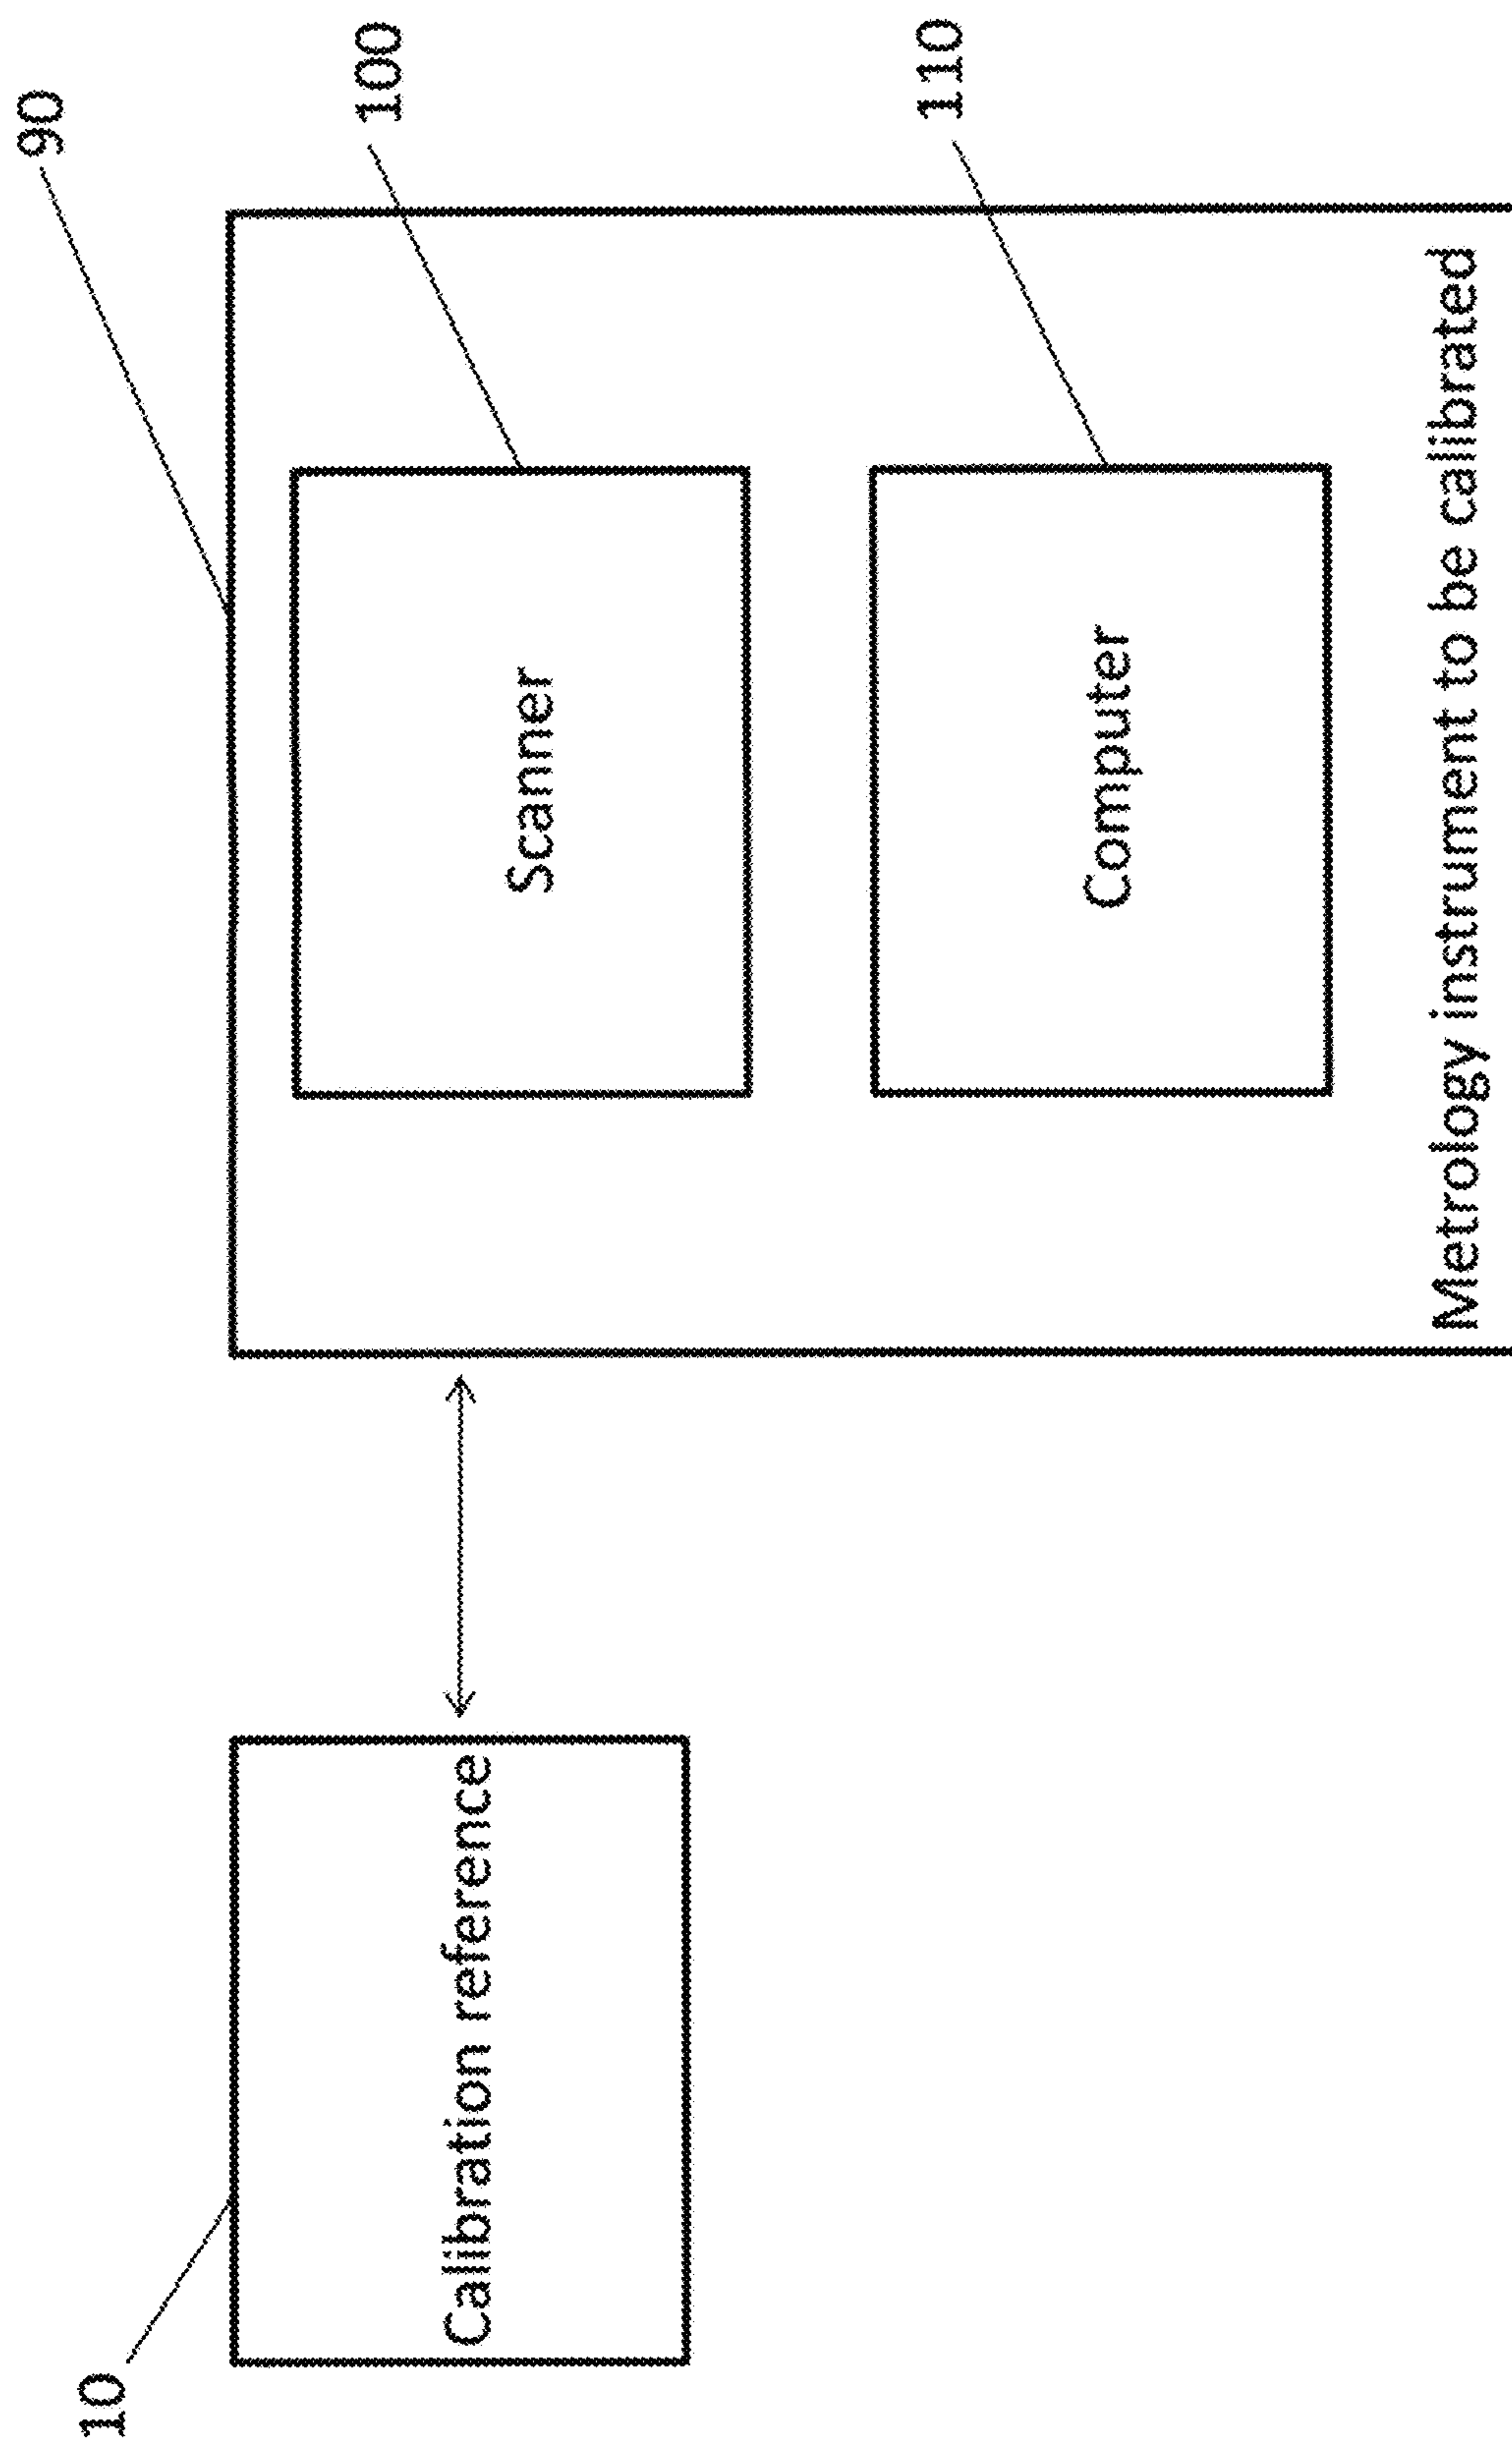 90
100
110
10
Calibration reference
Scanner
Computer
Metrology instrument to be calibrated